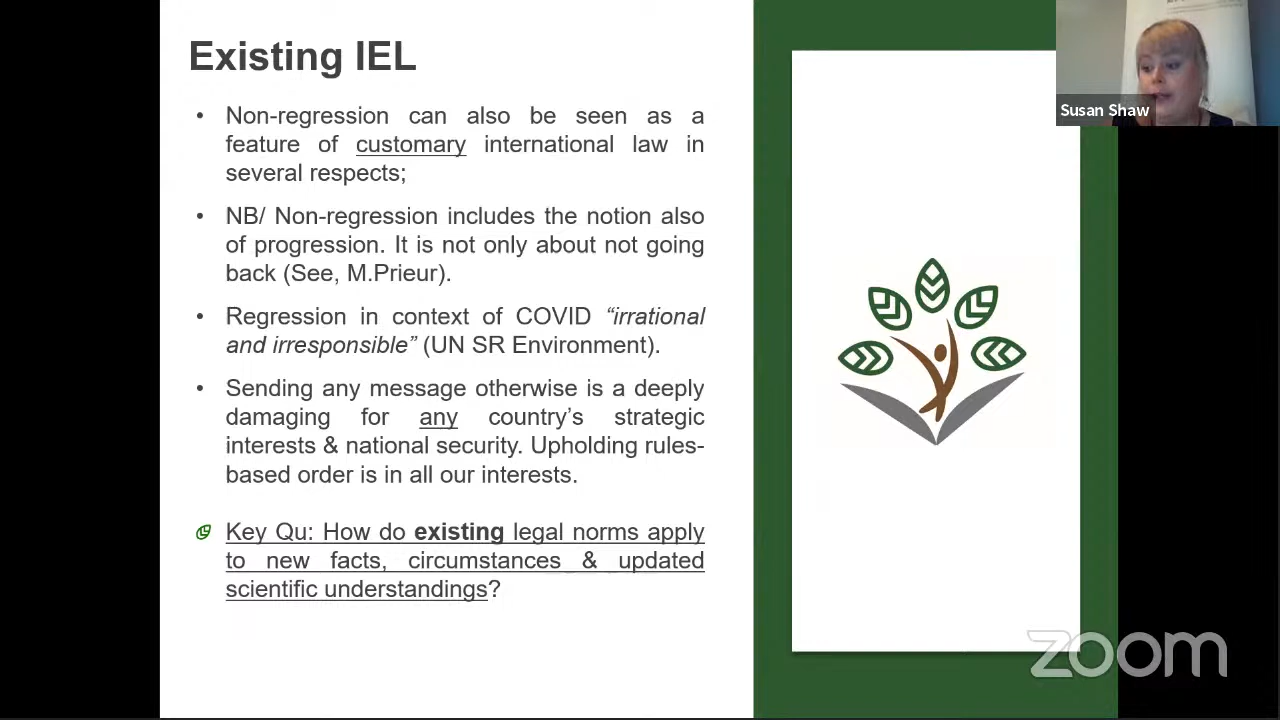 Existing IEL
• Non-regression can also be seen as a
feature of customary international law in
several respects;
• NB/ Non-regression includes the notion also
of progression. It is not only about not going
back (See, M.Prieur).
• Regression in context of COVID “irrational
and irresponsible” (UN SR Environment).
• Sending any message otherwise is a deeply
damaging for any country’s strategic
interests & national security. Upholding rules-
based order is in all our interests.
Key Qu: How do existing legal norms apply
to new facts, circumstances & updated
scientific understandings?
Susan Shaw
zoom